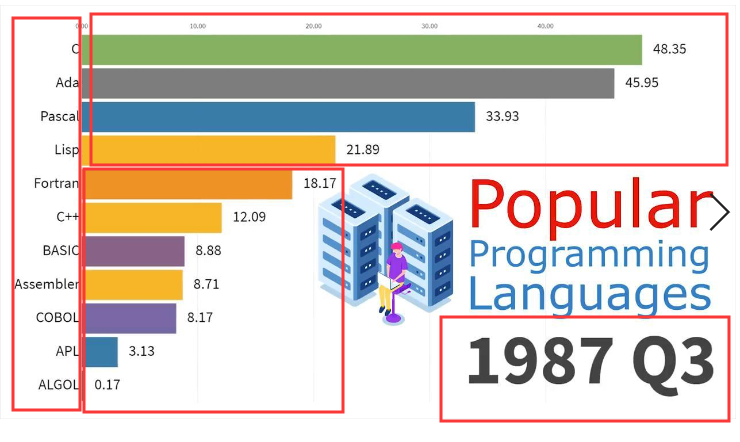 0.00 10.00 20.00 30.00 40.00
C 48.35
Ada 45.95
Pascal 33.93
Lisp 21.89
Fortran 18.17
C++ 12.09
BASIC 8.88
Assembler 8.71
COBOL 8.17
APL 3.13
ALGOL 0.17
Popular
Programming
Languages
1987 Q3